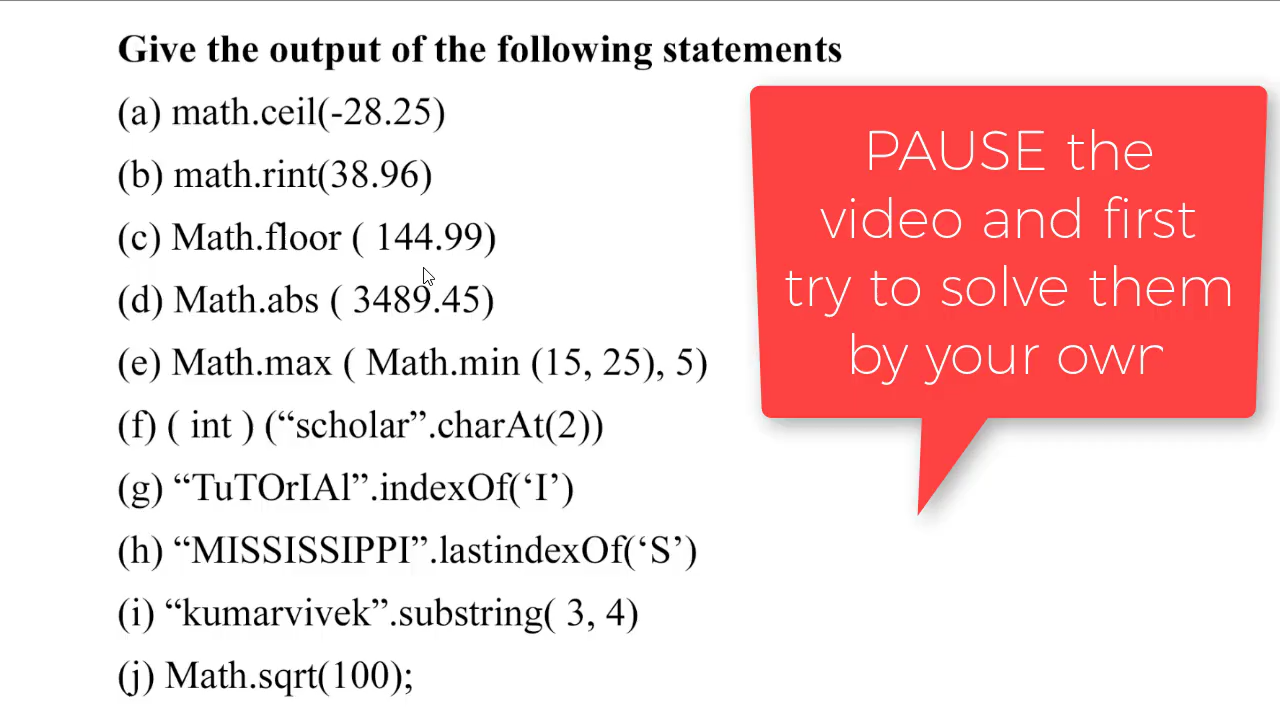 Give the output of the following statements
(a) math.ceil(-28.25)
(b) math.rint(38.96)
(c) Math.floor ( 144.99)
(d) Math.abs ( 3489.45)
(e) Math.max ( Math.min (15, 25), 5)
(f) ( int ) (“scholar”.charAt(2))
(g) “TuTOrIAl”.indexOf(‘I’)
(h) “MISSISSIPPI”.lastindexOf(‘S’)
(i) “kumarvivek”.substring( 3, 4)
(j) Math.sqrt(100);
PAUSE the
video and first
try to solve them
by your own